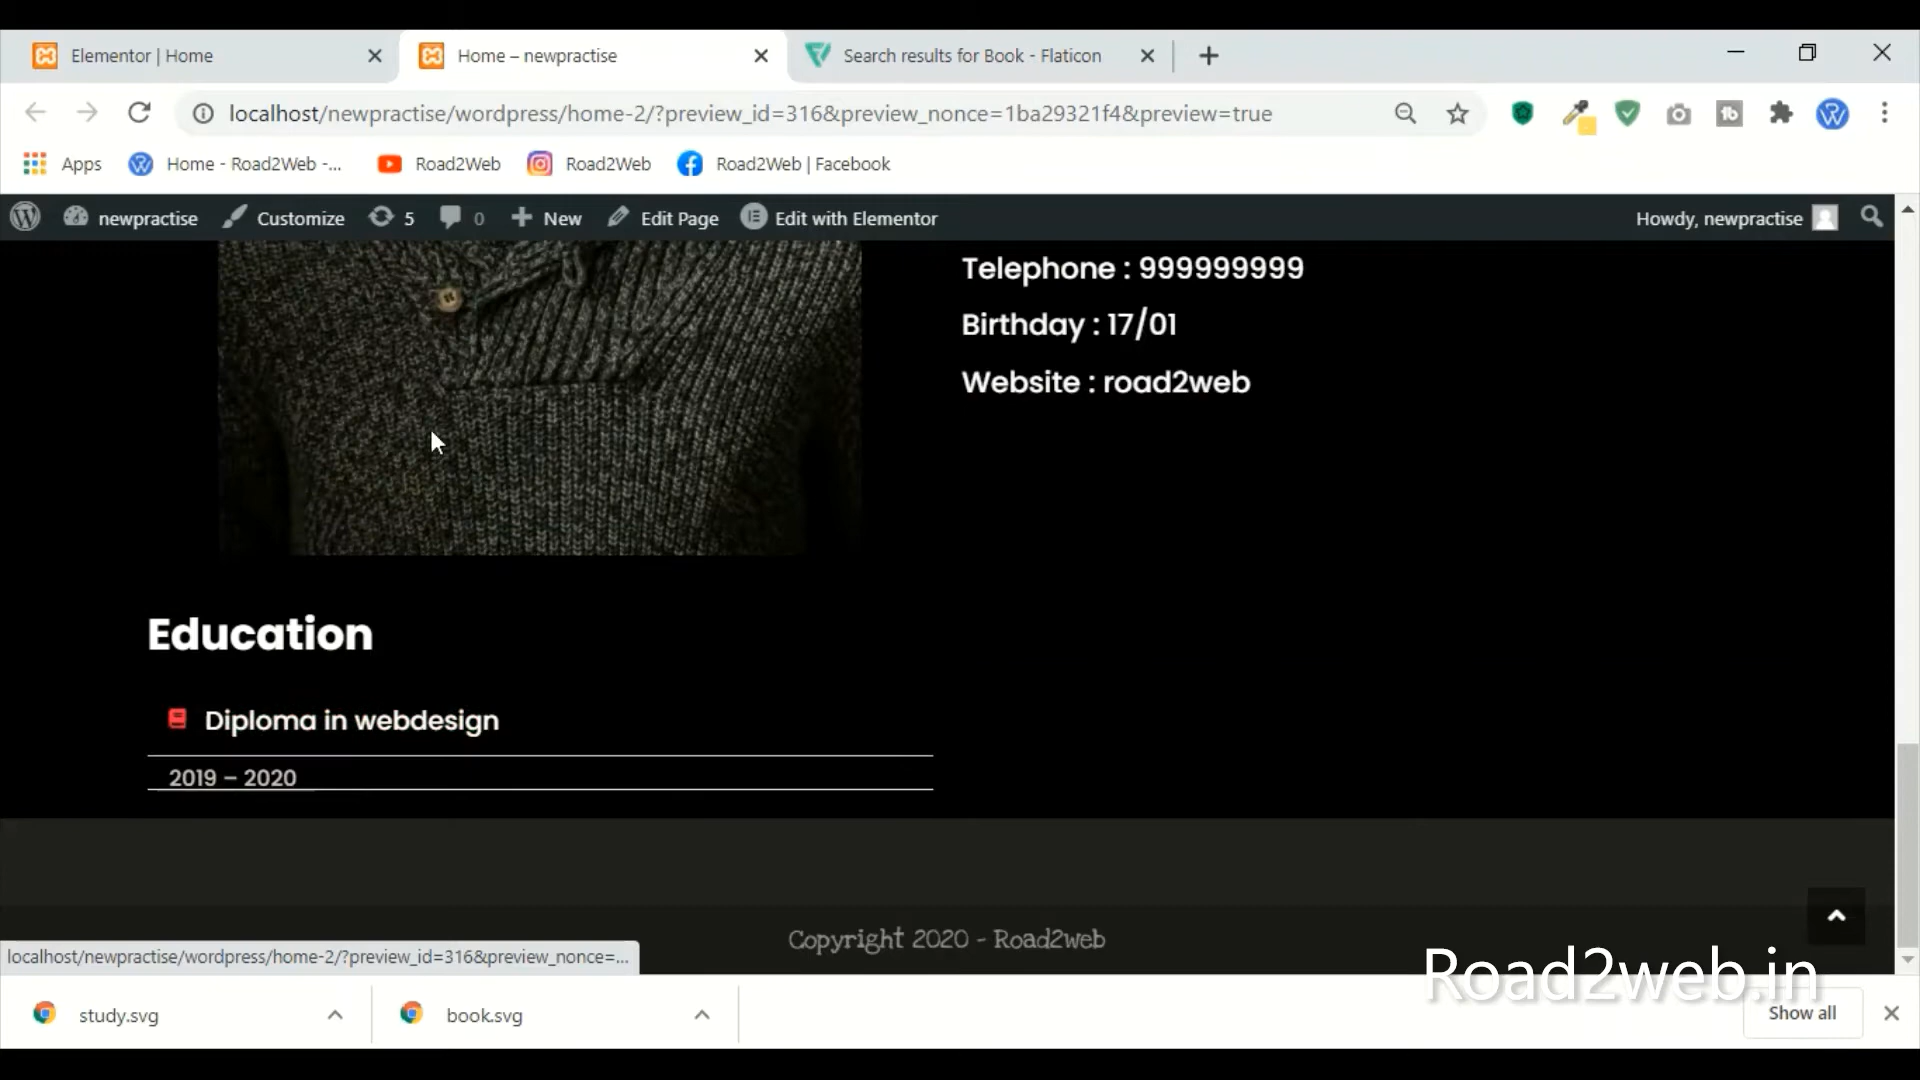 Elementor | Home
Home – newpractise
Search results for Book - Flaticon
localhost/newpractise/wordpress/home-2/?preview_id=316&preview_nonce=1ba29321f4&preview=true
Apps
Home - Road2Web -...
Road2Web
Road2Web
Road2Web | Facebook
newpractise
Customize
5
0
New
Edit Page
Edit with Elementor
Howdy, newpractise
Telephone : 999999999
Birthday : 17/01
Website : road2web
Education
Diploma in webdesign
2019 – 2020
Copyright 2020 - Road2web
localhost/newpractise/wordpress/home-2/?preview_id=316&preview_nonce=...
Road2web.in
study.svg
book.svg
Show all